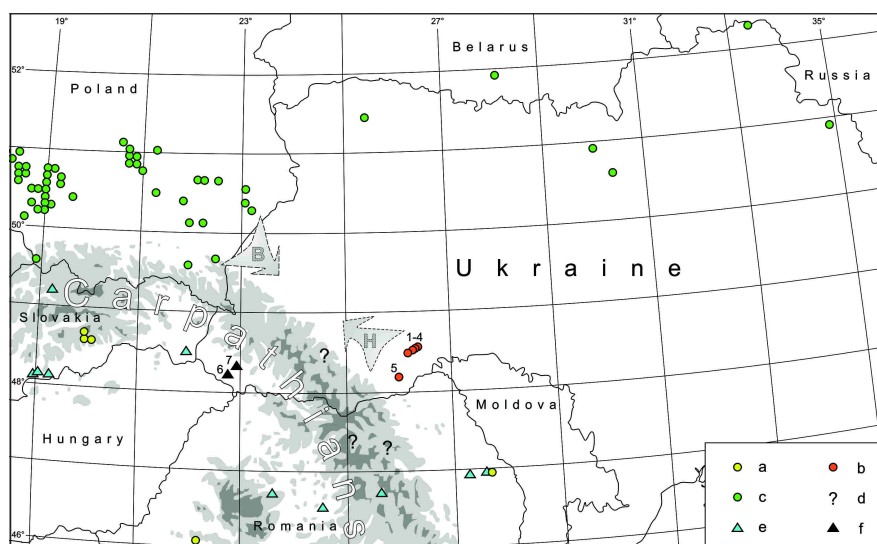 19° 23° 27° 31° 35°
Belarus
52°
Russia
Poland
50°
B
Ukraine
Carpathians
Slovakia
H
1-4
?
7
6
5
48°
Moldova
Hungary
? ?
a b
c ? d
e f
Romania
46°